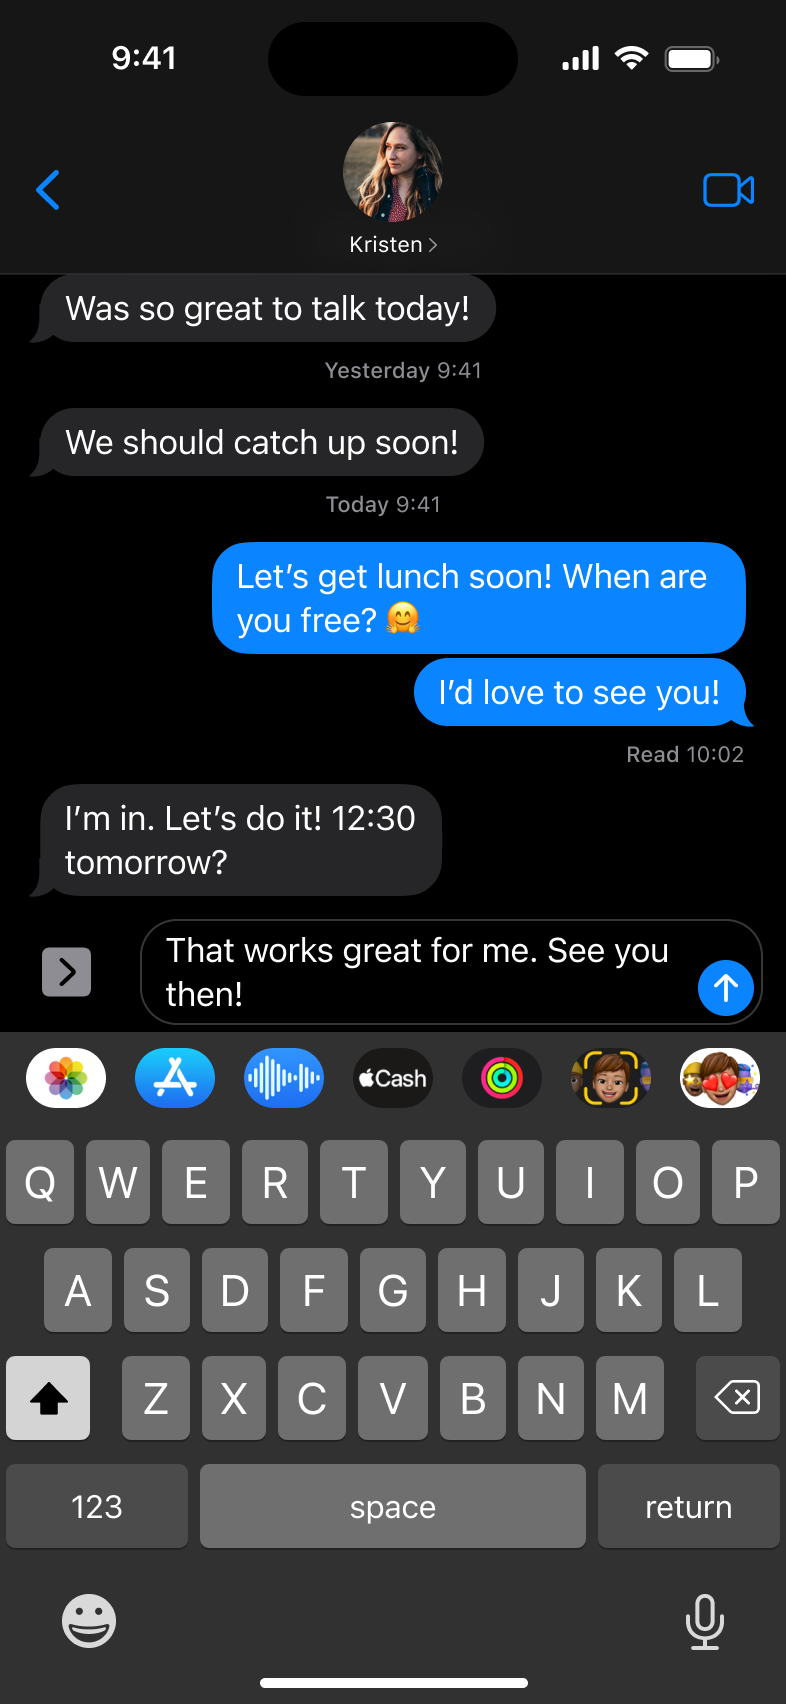 9:41
Kristen
Was so great to talk today!
Yesterday 9:41
We should catch up soon!
Today 9:41
Let’s get lunch soon! When are
you free? 🤗
I’d love to see you!
Read 10:02
I’m in. Let’s do it! 12:30
tomorrow?
That works great for me. See you
then!
Cash
Q W E R T Y U I O P
A S D F G H J K L
Z X C V B N M
123 space return